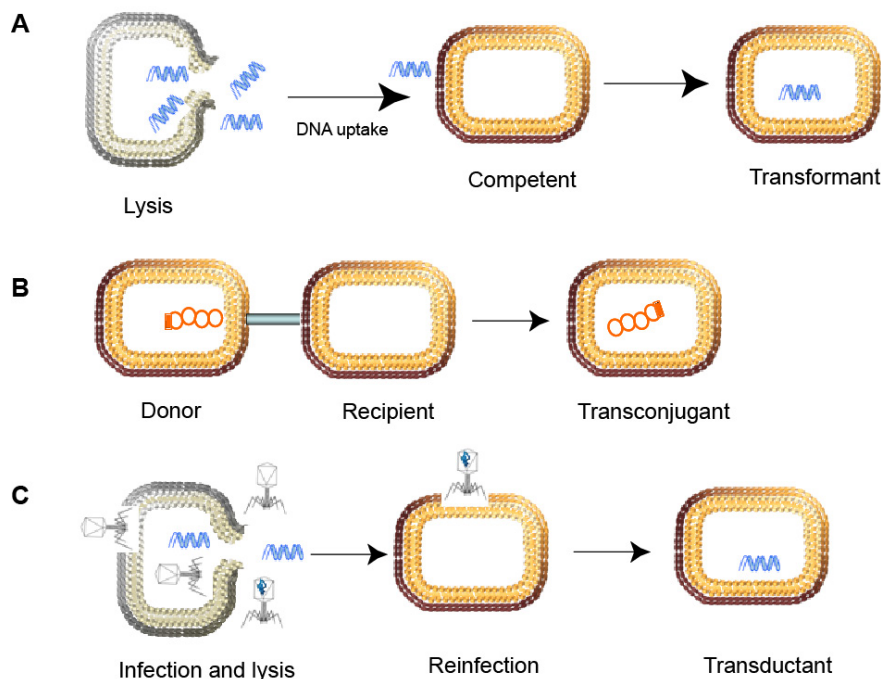 A
DNA uptake
Lysis
Competent
Transformant
B
Donor
Recipient
Transconjugant
C
Infection and lysis
Reinfection
Transductant